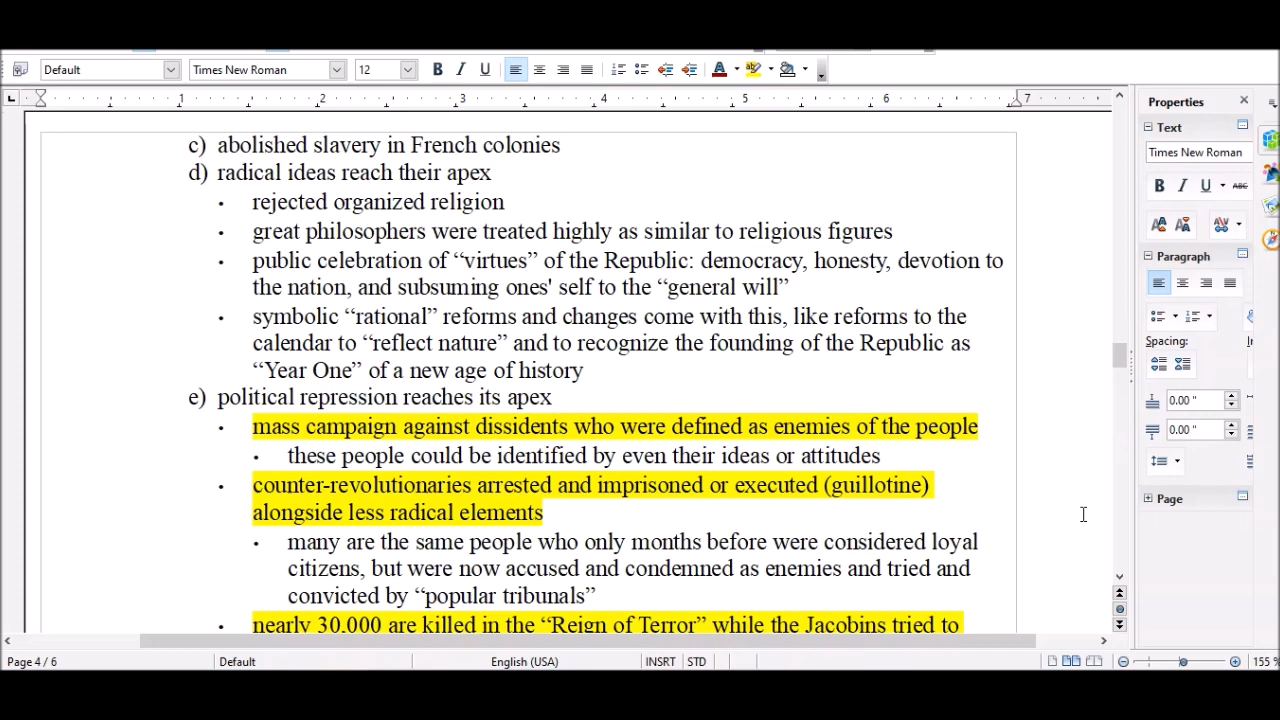 Default
Times New Roman
12
B I U
A
1 2 3 4 5 6 7
Properties
Text
Times New Roman
B I U ABC
Paragraph
Spacing:
0.00 "
0.00 "
Page
c) abolished slavery in French colonies
d) radical ideas reach their apex
• rejected organized religion
• great philosophers were treated highly as similar to religious figures
• public celebration of “virtues” of the Republic: democracy, honesty, devotion to
the nation, and subsuming ones' self to the “general will”
• symbolic “rational” reforms and changes come with this, like reforms to the
calendar to “reflect nature” and to recognize the founding of the Republic as
“Year One” of a new age of history
e) political repression reaches its apex
• mass campaign against dissidents who were defined as enemies of the people
• these people could be identified by even their ideas or attitudes
• counter-revolutionaries arrested and imprisoned or executed (guillotine)
alongside less radical elements
• many are the same people who only months before were considered loyal
citizens, but were now accused and condemned as enemies and tried and
convicted by “popular tribunals”
• nearly 30,000 are killed in the “Reign of Terror” while the Jacobins tried to
Page 4 / 6
Default
English (USA)
INSRT
STD
155 %